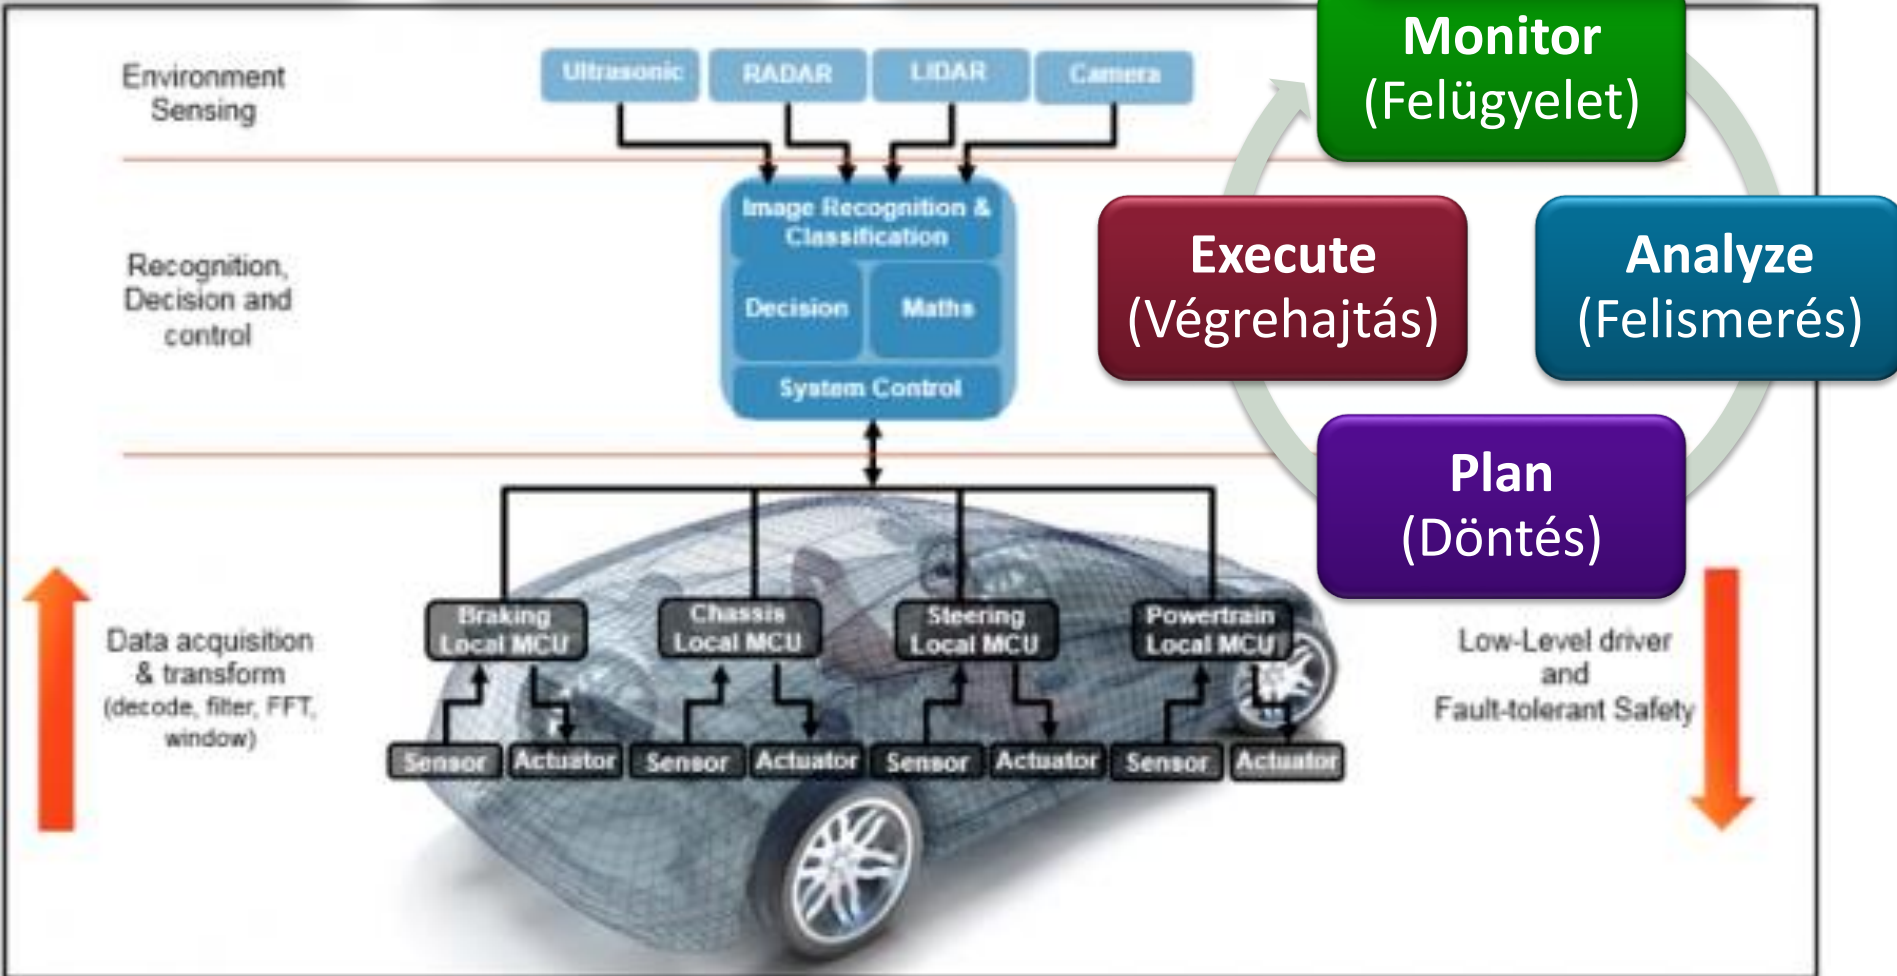 Environment
Sensing
Ultrasonic
RADAR
LIDAR
Camera
Monitor
(Felügyelet)
Execute
(Végrehajtás)
Analyze
(Felismerés)
Plan
(Döntés)
Recognition,
Decision and
control
Image Recognition &
Classification
Decision
Maths
System Control
Data acquisition
& transform
(decode, filter, FFT,
window)
Braking
Local MCU
Chassis
Local MCU
Steering
Local MCU
Powertrain
Local MCU
Sensor
Actuator
Sensor
Actuator
Sensor
Actuator
Sensor
Actuator
Low-Level driver
and
Fault-tolerant Safety